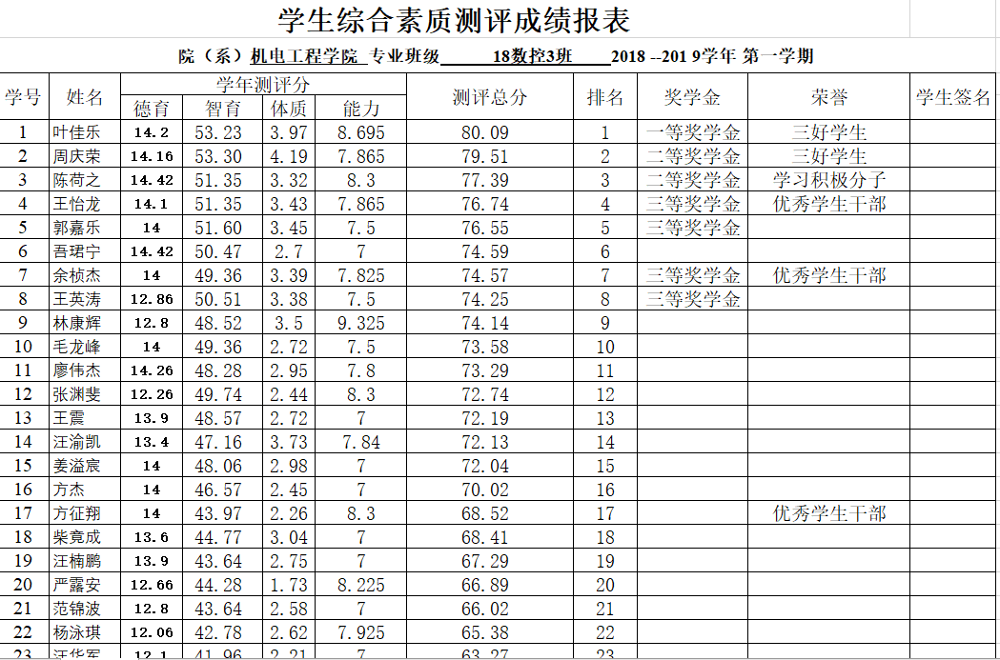 学生综合素质测评成绩报表
院（系）机电工程学院 专业班级 18数控3班 2018 --201 9学年 第一学期
学号 姓名 学年测评分 测评总分 排名 奖学金 荣誉 学生签名
德育 智育 体质 能力
1 叶佳乐 14.2 53.23 3.97 8.695 80.09 1 一等奖学金 三好学生
2 周庆荣 14.16 53.30 4.19 7.865 79.51 2 二等奖学金 三好学生
3 陈荷之 14.42 51.35 3.32 8.3 77.39 3 二等奖学金 学习积极分子
4 王怡龙 14.1 51.35 3.43 7.865 76.74 4 三等奖学金 优秀学生干部
5 郭嘉乐 14 51.60 3.45 7.5 76.55 5 三等奖学金
6 吾珺宁 14.42 50.47 2.7 7 74.59 6
7 余桢杰 14 49.36 3.39 7.825 74.57 7 三等奖学金 优秀学生干部
8 王英涛 12.86 50.51 3.38 7.5 74.25 8 三等奖学金
9 林康辉 12.8 48.52 3.5 9.325 74.14 9
10 毛龙峰 14 49.36 2.72 7.5 73.58 10
11 廖伟杰 14.26 48.28 2.95 7.8 73.29 11
12 张渊斐 12.26 49.74 2.44 8.3 72.74 12
13 王震 13.9 48.57 2.72 7 72.19 13
14 汪渝凯 13.4 47.16 3.73 7.84 72.13 14
15 姜溢宸 14 48.06 2.98 7 72.04 15
16 方杰 14 46.57 2.45 7 70.02 16
17 方征翔 14 43.97 2.26 8.3 68.52 17 优秀学生干部
18 柴竟成 13.6 44.77 3.04 7 68.41 18
19 汪楠鹏 13.9 43.64 2.75 7 67.29 19
20 严露安 12.66 44.28 1.73 8.225 66.89 20
21 范锦波 12.8 43.64 2.58 7 66.02 21
22 杨泳琪 12.06 42.78 2.62 7.925 65.38 22
23 汪华军 12.1 41.96 2.21 7 63.27 23